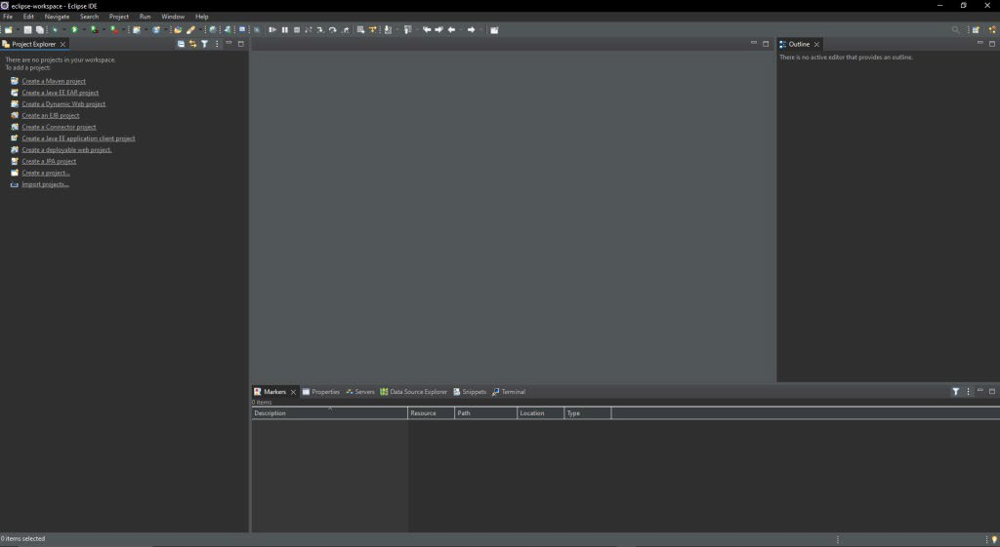 eclipse-workspace - Eclipse IDE
File Edit Navigate Search Project Run Window Help
Project Explorer
There are no projects in your workspace.
To add a project:
Create a Maven project
Create a Java EE EAR project
Create a Dynamic Web project
Create an EJB project
Create a Connector project
Create a Java EE application client project
Create a deployable web project.
Create a JPA project
Create a project...
Import projects...
Outline
There is no active editor that provides an outline.
Markers Properties Servers Data Source Explorer Snippets Terminal
0 items
Description Resource Path Location Type
0 items selected